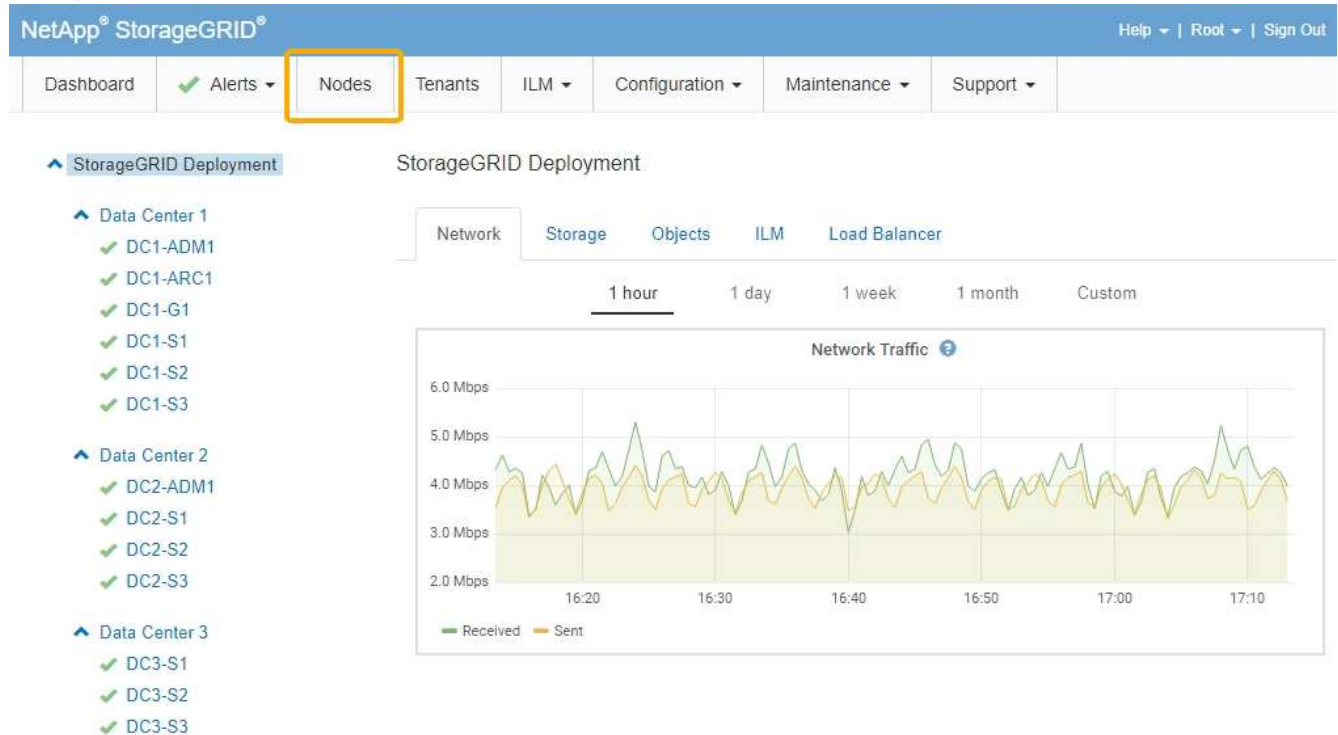 NetApp® StorageGRID®
Help | Root | Sign Out
Dashboard Alerts Nodes Tenants ILM Configuration Maintenance Support
StorageGRID Deployment
Data Center 1
DC1-ADM1
DC1-ARC1
DC1-G1
DC1-S1
DC1-S2
DC1-S3
Data Center 2
DC2-ADM1
DC2-S1
DC2-S2
DC2-S3
Data Center 3
DC3-S1
DC3-S2
DC3-S3
StorageGRID Deployment
Network Storage Objects ILM Load Balancer
1 hour 1 day 1 week 1 month Custom
Network Traffic ?
6.0 Mbps
5.0 Mbps
4.0 Mbps
3.0 Mbps
2.0 Mbps
16:20 16:30 16:40 16:50 17:00 17:10
Received Sent